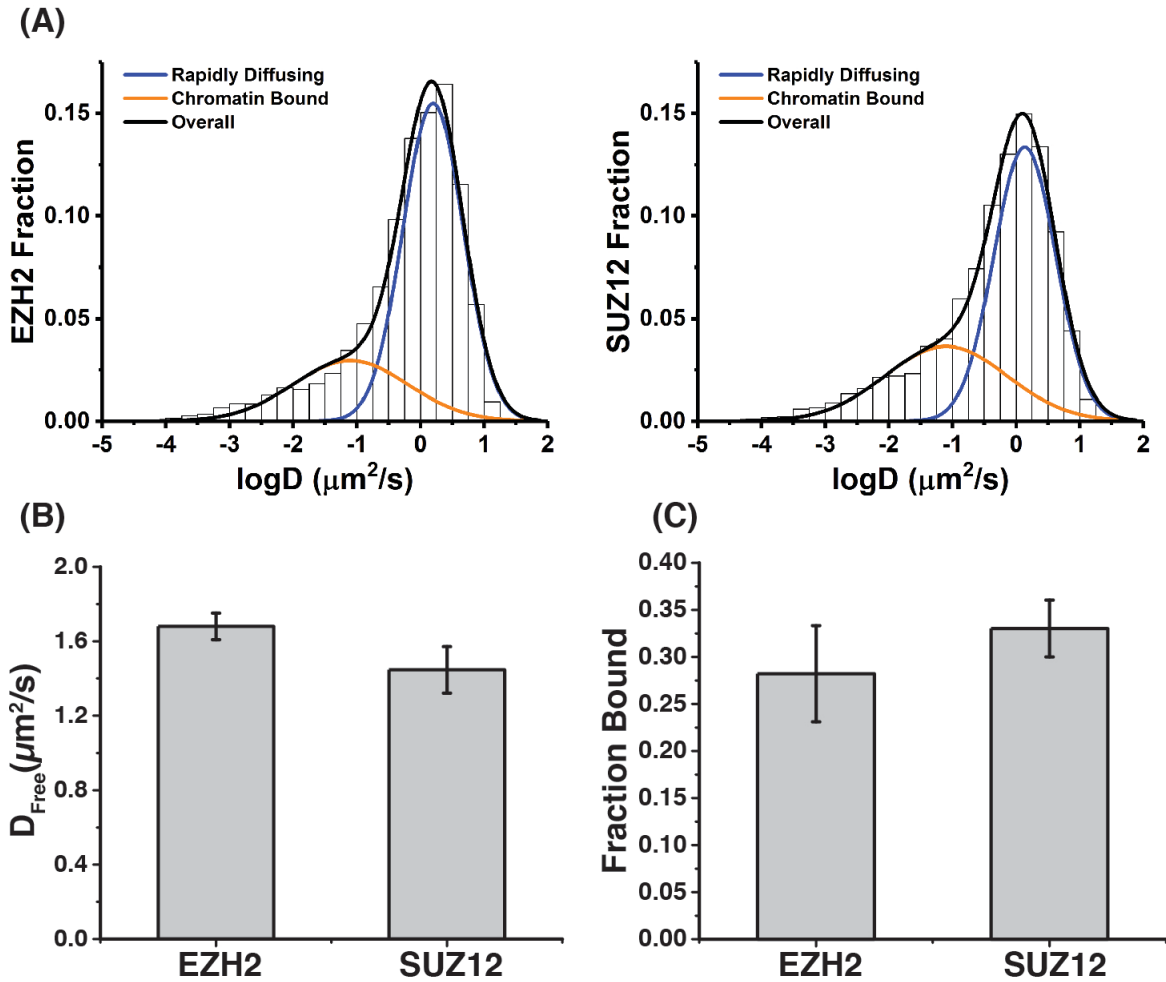 (A)
Rapidly Diffusing
Chromatin Bound
Overall
EZH2 Fraction
0.15
0.10
0.05
0.00
-5 -4 -3 -2 -1 0 1 2
logD (μm²/s)
Rapidly Diffusing
Chromatin Bound
Overall
SUZ12 Fraction
0.15
0.10
0.05
0.00
-5 -4 -3 -2 -1 0 1 2
logD (μm²/s)
(B)
D_Free(μm²/s)
2.0
1.6
1.2
0.8
0.4
0.0
EZH2 SUZ12
(C)
Fraction Bound
0.40
0.35
0.30
0.25
0.20
0.15
0.10
0.05
0.00
EZH2 SUZ12